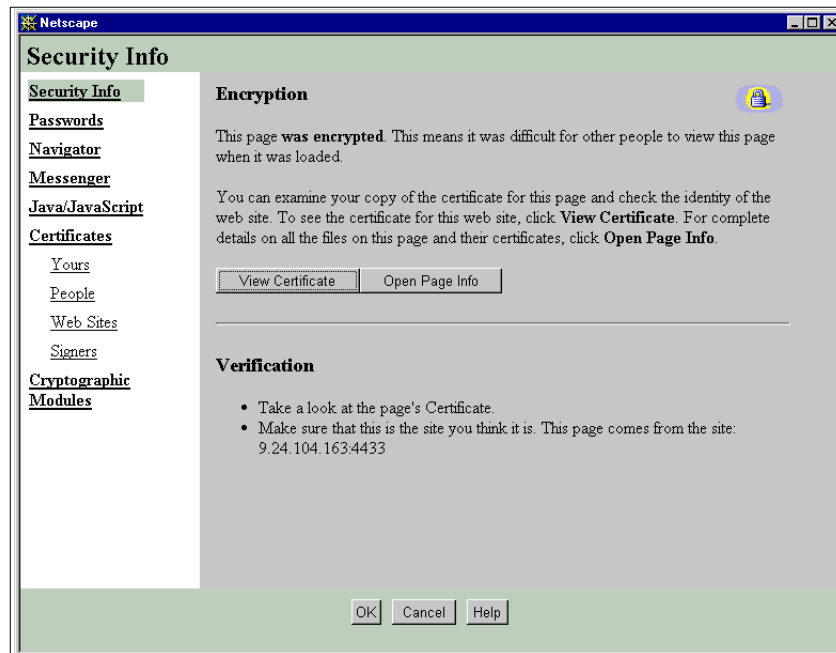 Netscape
Security Info
Security Info
Passwords
Navigator
Messenger
Java/JavaScript
Certificates
Yours
People
Web Sites
Signers
Cryptographic
Modules
Encryption
This page was encrypted. This means it was difficult for other people to view this page
when it was loaded.
You can examine your copy of the certificate for this page and check the identity of the
web site. To see the certificate for this web site, click View Certificate. For complete
details on all the files on this page and their certificates, click Open Page Info.
View Certificate Open Page Info
Verification
• Take a look at the page's Certificate.
• Make sure that this is the site you think it is. This page comes from the site:
9.24.104.163:4433
OK Cancel Help